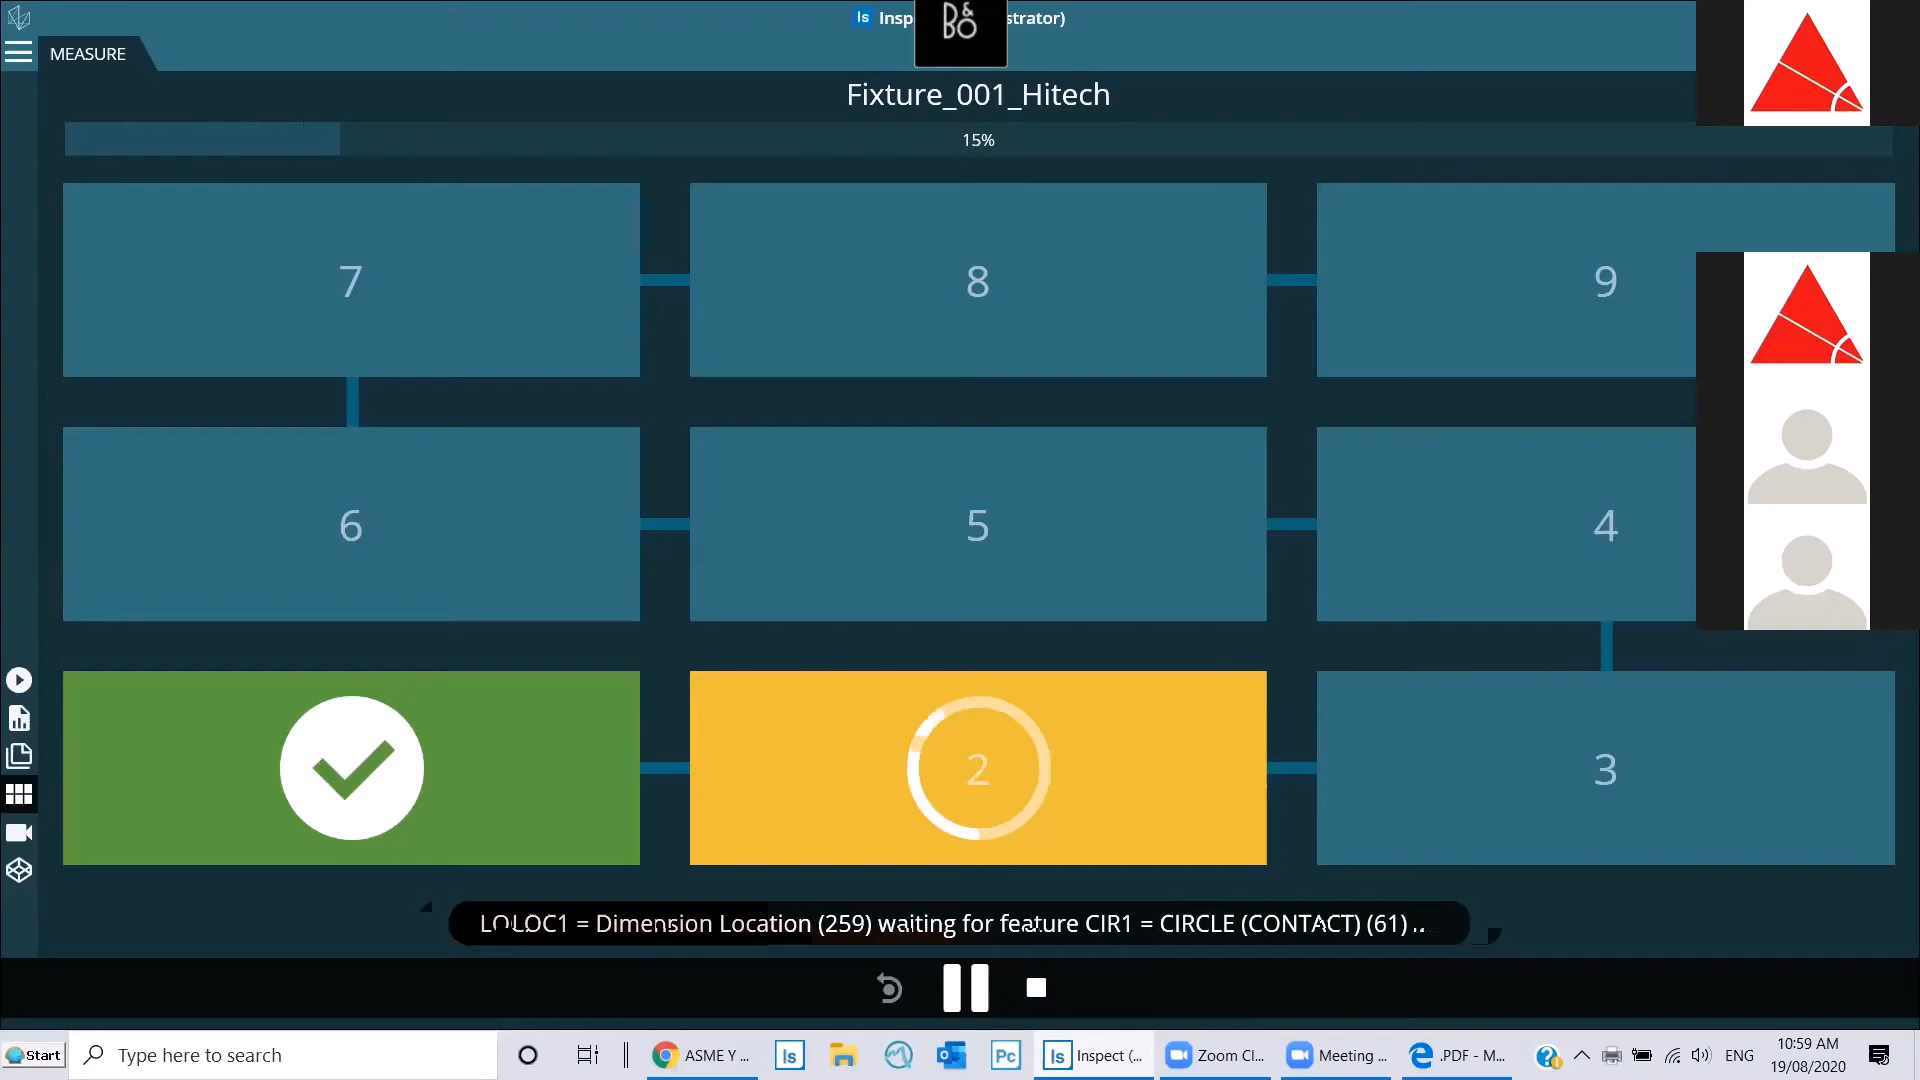 Is Insp strator)
B&O
MEASURE
Fixture_001_Hitech
15%
7 8 9
6 5 4
2 3
LOC1 = Dimension Location (259) waiting for feature CIR1 = CIRCLE (CONTACT) (61) ...
Start Type here to search ASME Y ... Is Pc Is Inspect (... Zoom Cl... Meeting ... .PDF - M... ENG 10:59 AM
19/08/2020